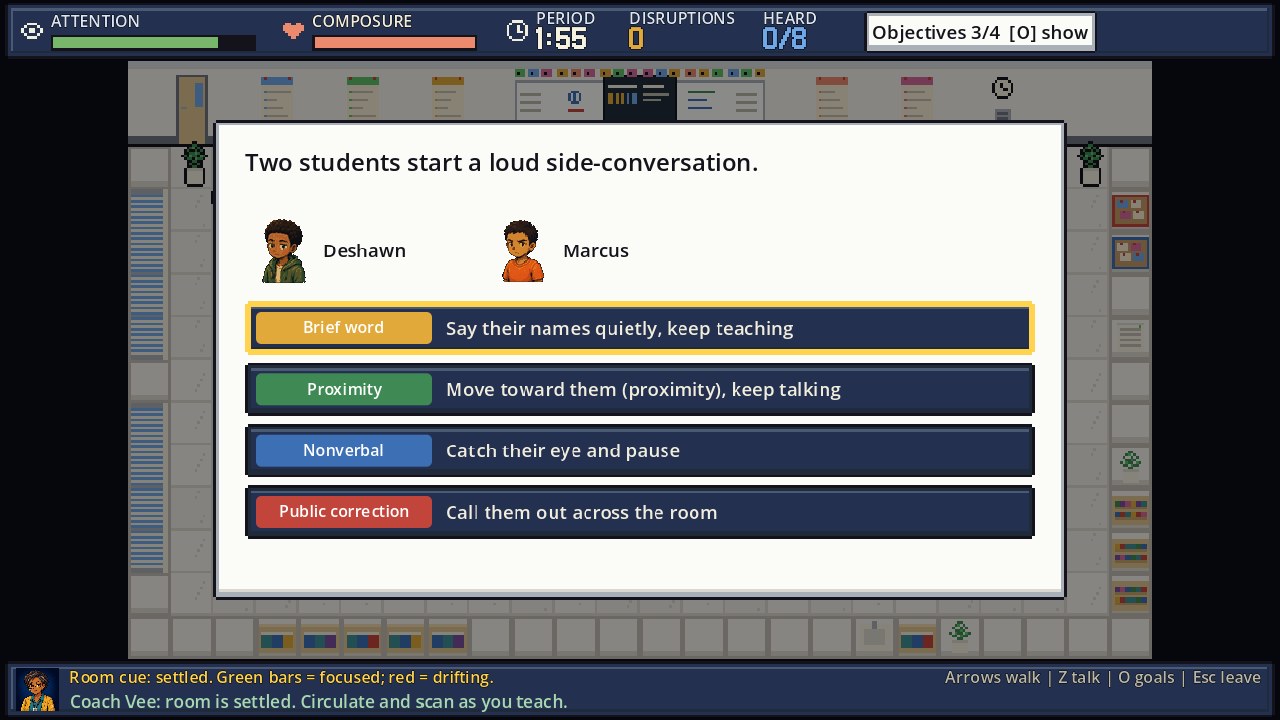 ATTENTION
COMPOSURE
PERIOD
1:55
DISRUPTIONS
0
HEARD
0/8
Objectives 3/4 [O] show
Two students start a loud side-conversation.
Deshawn
Marcus
Brief word
Say their names quietly, keep teaching
Proximity
Move toward them (proximity), keep talking
Nonverbal
Catch their eye and pause
Public correction
Call them out across the room
Room cue: settled. Green bars = focused; red = drifting.
Arrows walk | Z talk | O goals | Esc leave
Coach Vee: room is settled. Circulate and scan as you teach.